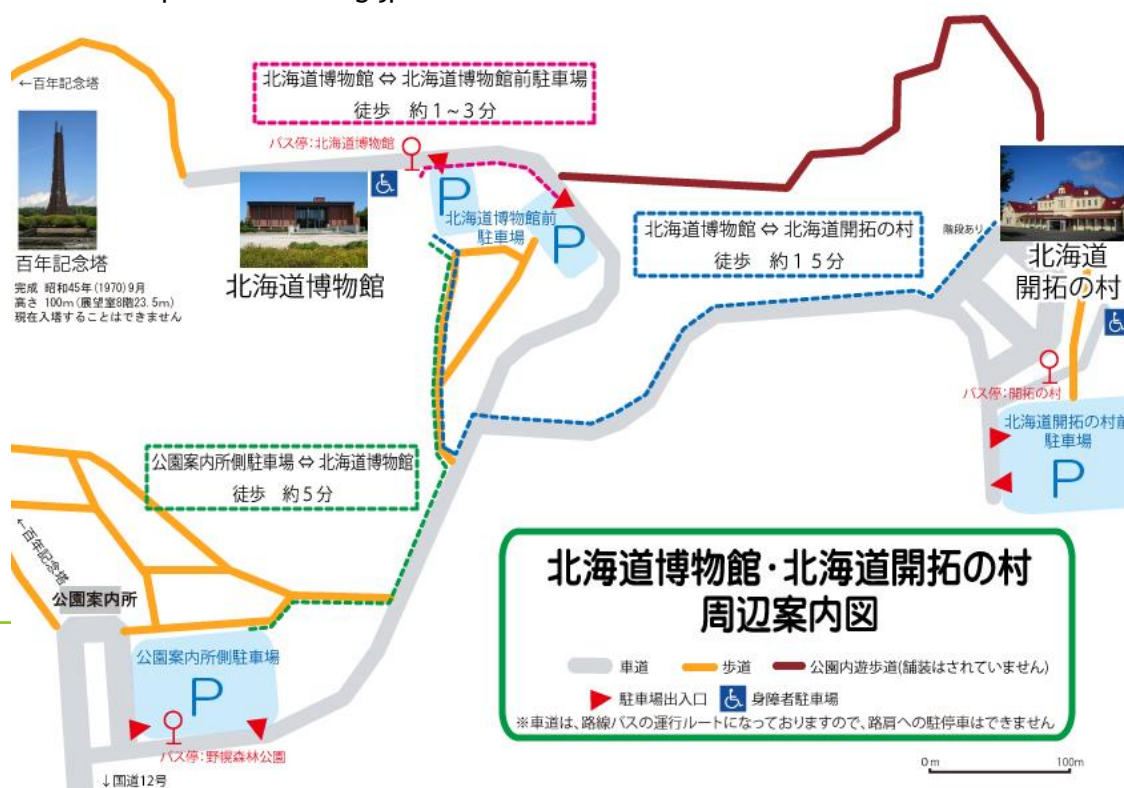 ←百年記念塔
北海道博物館 ⇔ 北海道博物館前駐車場
徒歩 約1~3分
バス停:北海道博物館
P
北海道博物館前
駐車場
P
北海道博物館
百年記念塔
完成 昭和45年(1970)9月
高さ 100m(展望室8階23.5m)
現在入塔することはできません
北海道博物館 ⇔ 北海道開拓の村
徒歩 約15分
階段あり
北海道
開拓の村
バス停:開拓の村
北海道開拓の村前
駐車場
P
公園案内所側駐車場 ⇔ 北海道博物館
徒歩 約5分
←百年記念塔
公園案内所
公園案内所側駐車場
P
バス停:野幌森林公園
↓国道12号
北海道博物館・北海道開拓の村
周辺案内図
車道 歩道 公園内遊歩道(舗装はされていません)
駐車場出入口 身障者駐車場
※車道は、路線バスの運行ルートになっておりますので、路肩への駐停車はできません
0m 100m